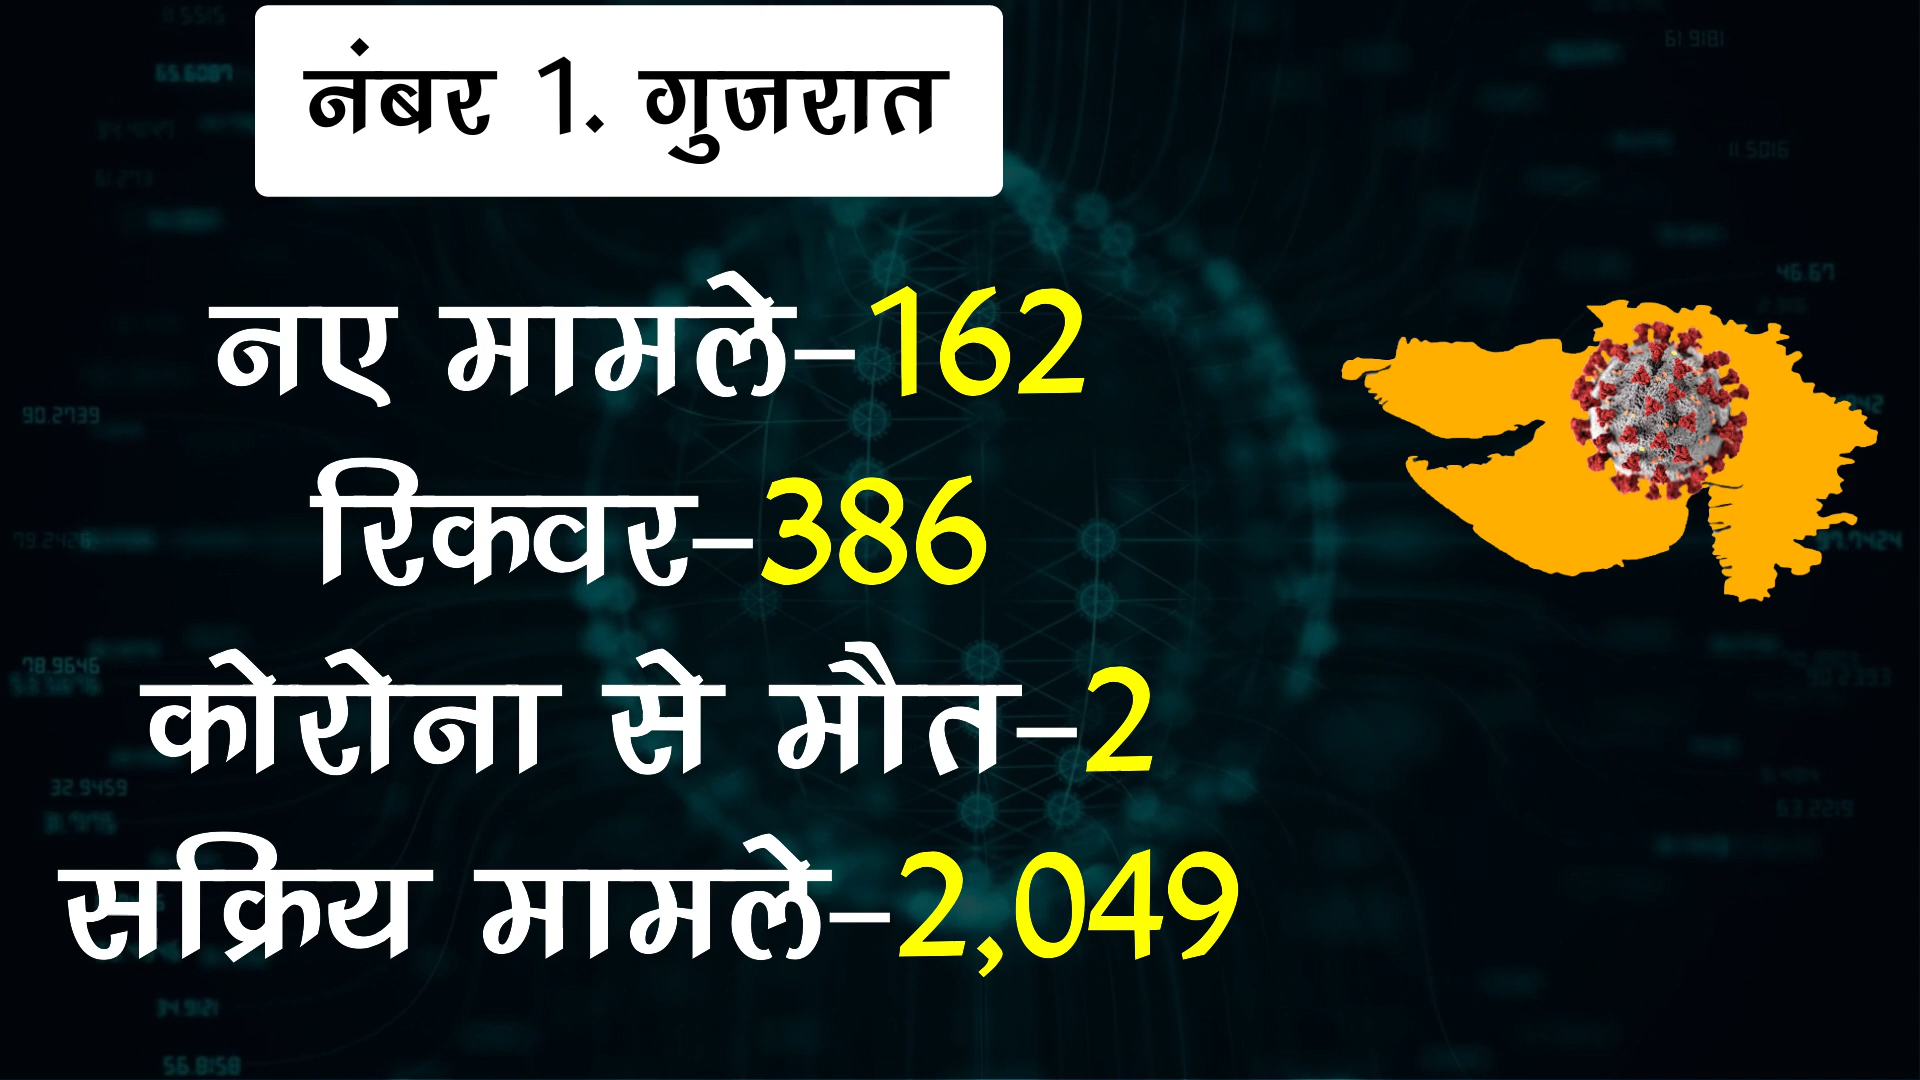 नंबर 1. गुजरात
नए मामले-162
रिकवर-386
कोरोना से मौत-2
सक्रिय मामले-2,049